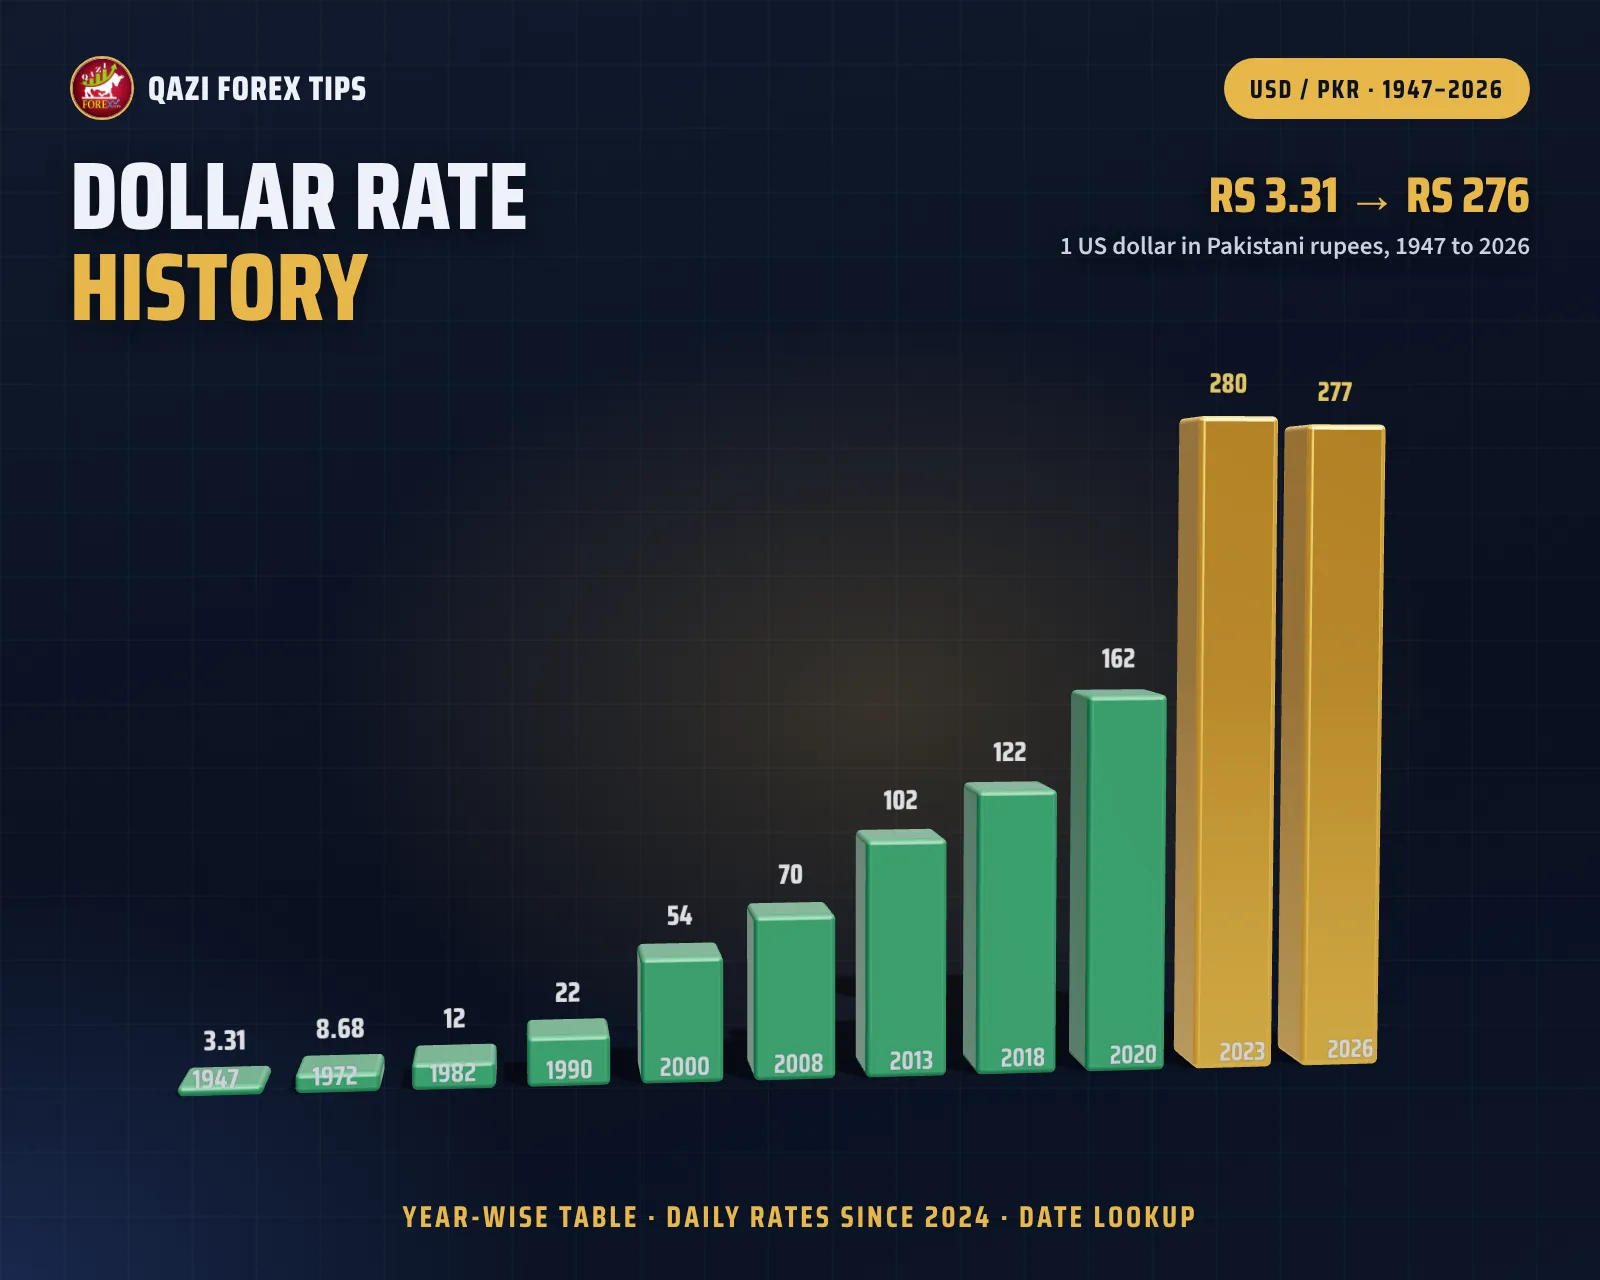 QAZI
FOREX
QAZI FOREX TIPS
USD / PKR · 1947–2026
DOLLAR RATE
HISTORY
RS 3.31 → RS 276
1 US dollar in Pakistani rupees, 1947 to 2026
280
277
162
122
102
70
54
22
12
8.68
3.31
1947
1972
1982
1990
2000
2008
2013
2018
2020
2023
2026
YEAR-WISE TABLE · DAILY RATES SINCE 2024 · DATE LOOKUP